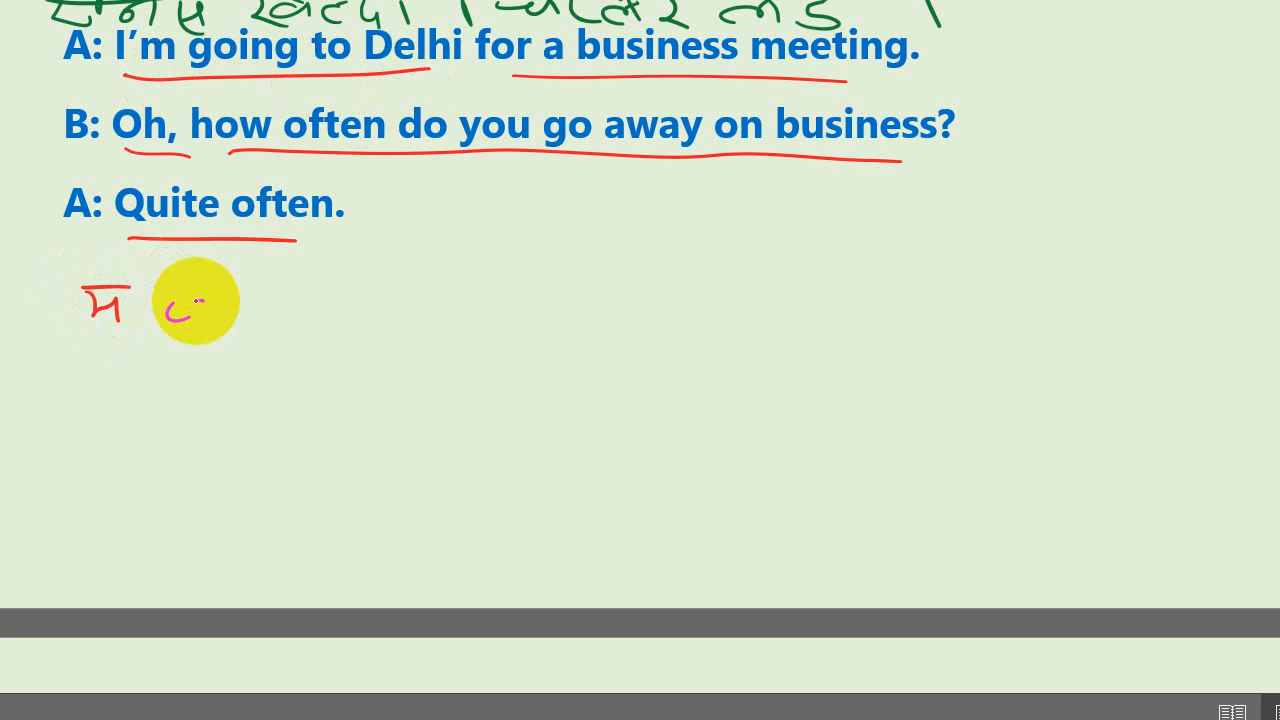 A: I’m going to Delhi for a business meeting.
B: Oh, how often do you go away on business?
A: Quite often.
म